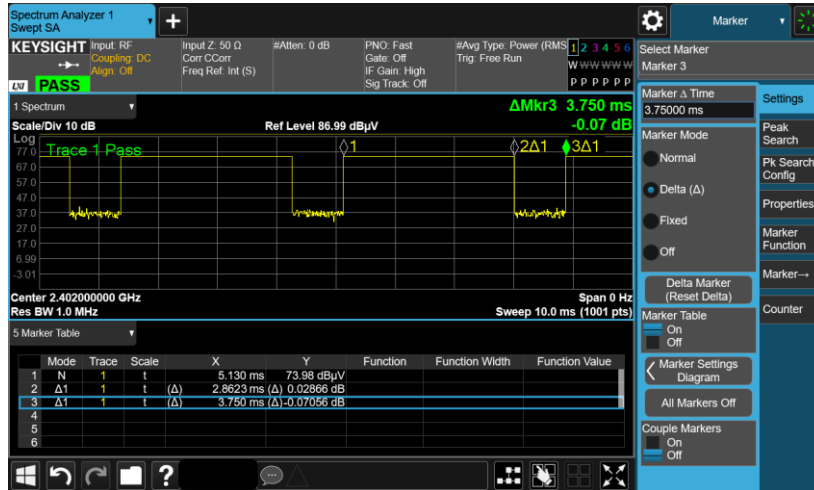 Spectrum Analyzer 1
Swept SA
KEYSIGHT
Input: RF
Coupling: DC
Align: Off
Input Z: 50 Ω
Corr CCorr
Freq Ref: Int (S)
#Atten: 0 dB
PNO: Fast
Gate: Off
IF Gain: High
Sig Track: Off
#Avg Type: Power (RMS
Trig: Free Run
1 2 3 4 5 6
W W W W W W
P P P P P P
LXI PASS
1 Spectrum
Scale/Div 10 dB
Ref Level 86.99 dBµV
ΔMkr3 3.750 ms
-0.07 dB
Log
Trace 1 Pass
1
2Δ1
3Δ1
77.0
67.0
57.0
47.0
37.0
27.0
17.0
6.99
-3.01
Center 2.402000000 GHz
Span 0 Hz
Res BW 1.0 MHz
Sweep 10.0 ms (1001 pts)
5 Marker Table
Mode Trace Scale X Y Function Function Width Function Value
1 N 1 t 5.130 ms 73.98 dBµV
2 Δ1 1 t (Δ) 2.8623 ms (Δ) 0.02866 dB
3 Δ1 1 t (Δ) 3.750 ms (Δ) -0.07056 dB
4
5
6
?
Marker
Select Marker
Marker 3
Marker Δ Time
3.75000 ms
Marker Mode
Normal
Delta (Δ)
Fixed
Off
Delta Marker
(Reset Delta)
Marker Table
On
Off
Marker Settings
Diagram
All Markers Off
Couple Markers
On
Off
Settings
Peak
Search
Pk Search
Config
Properties
Marker
Function
Marker→
Counter